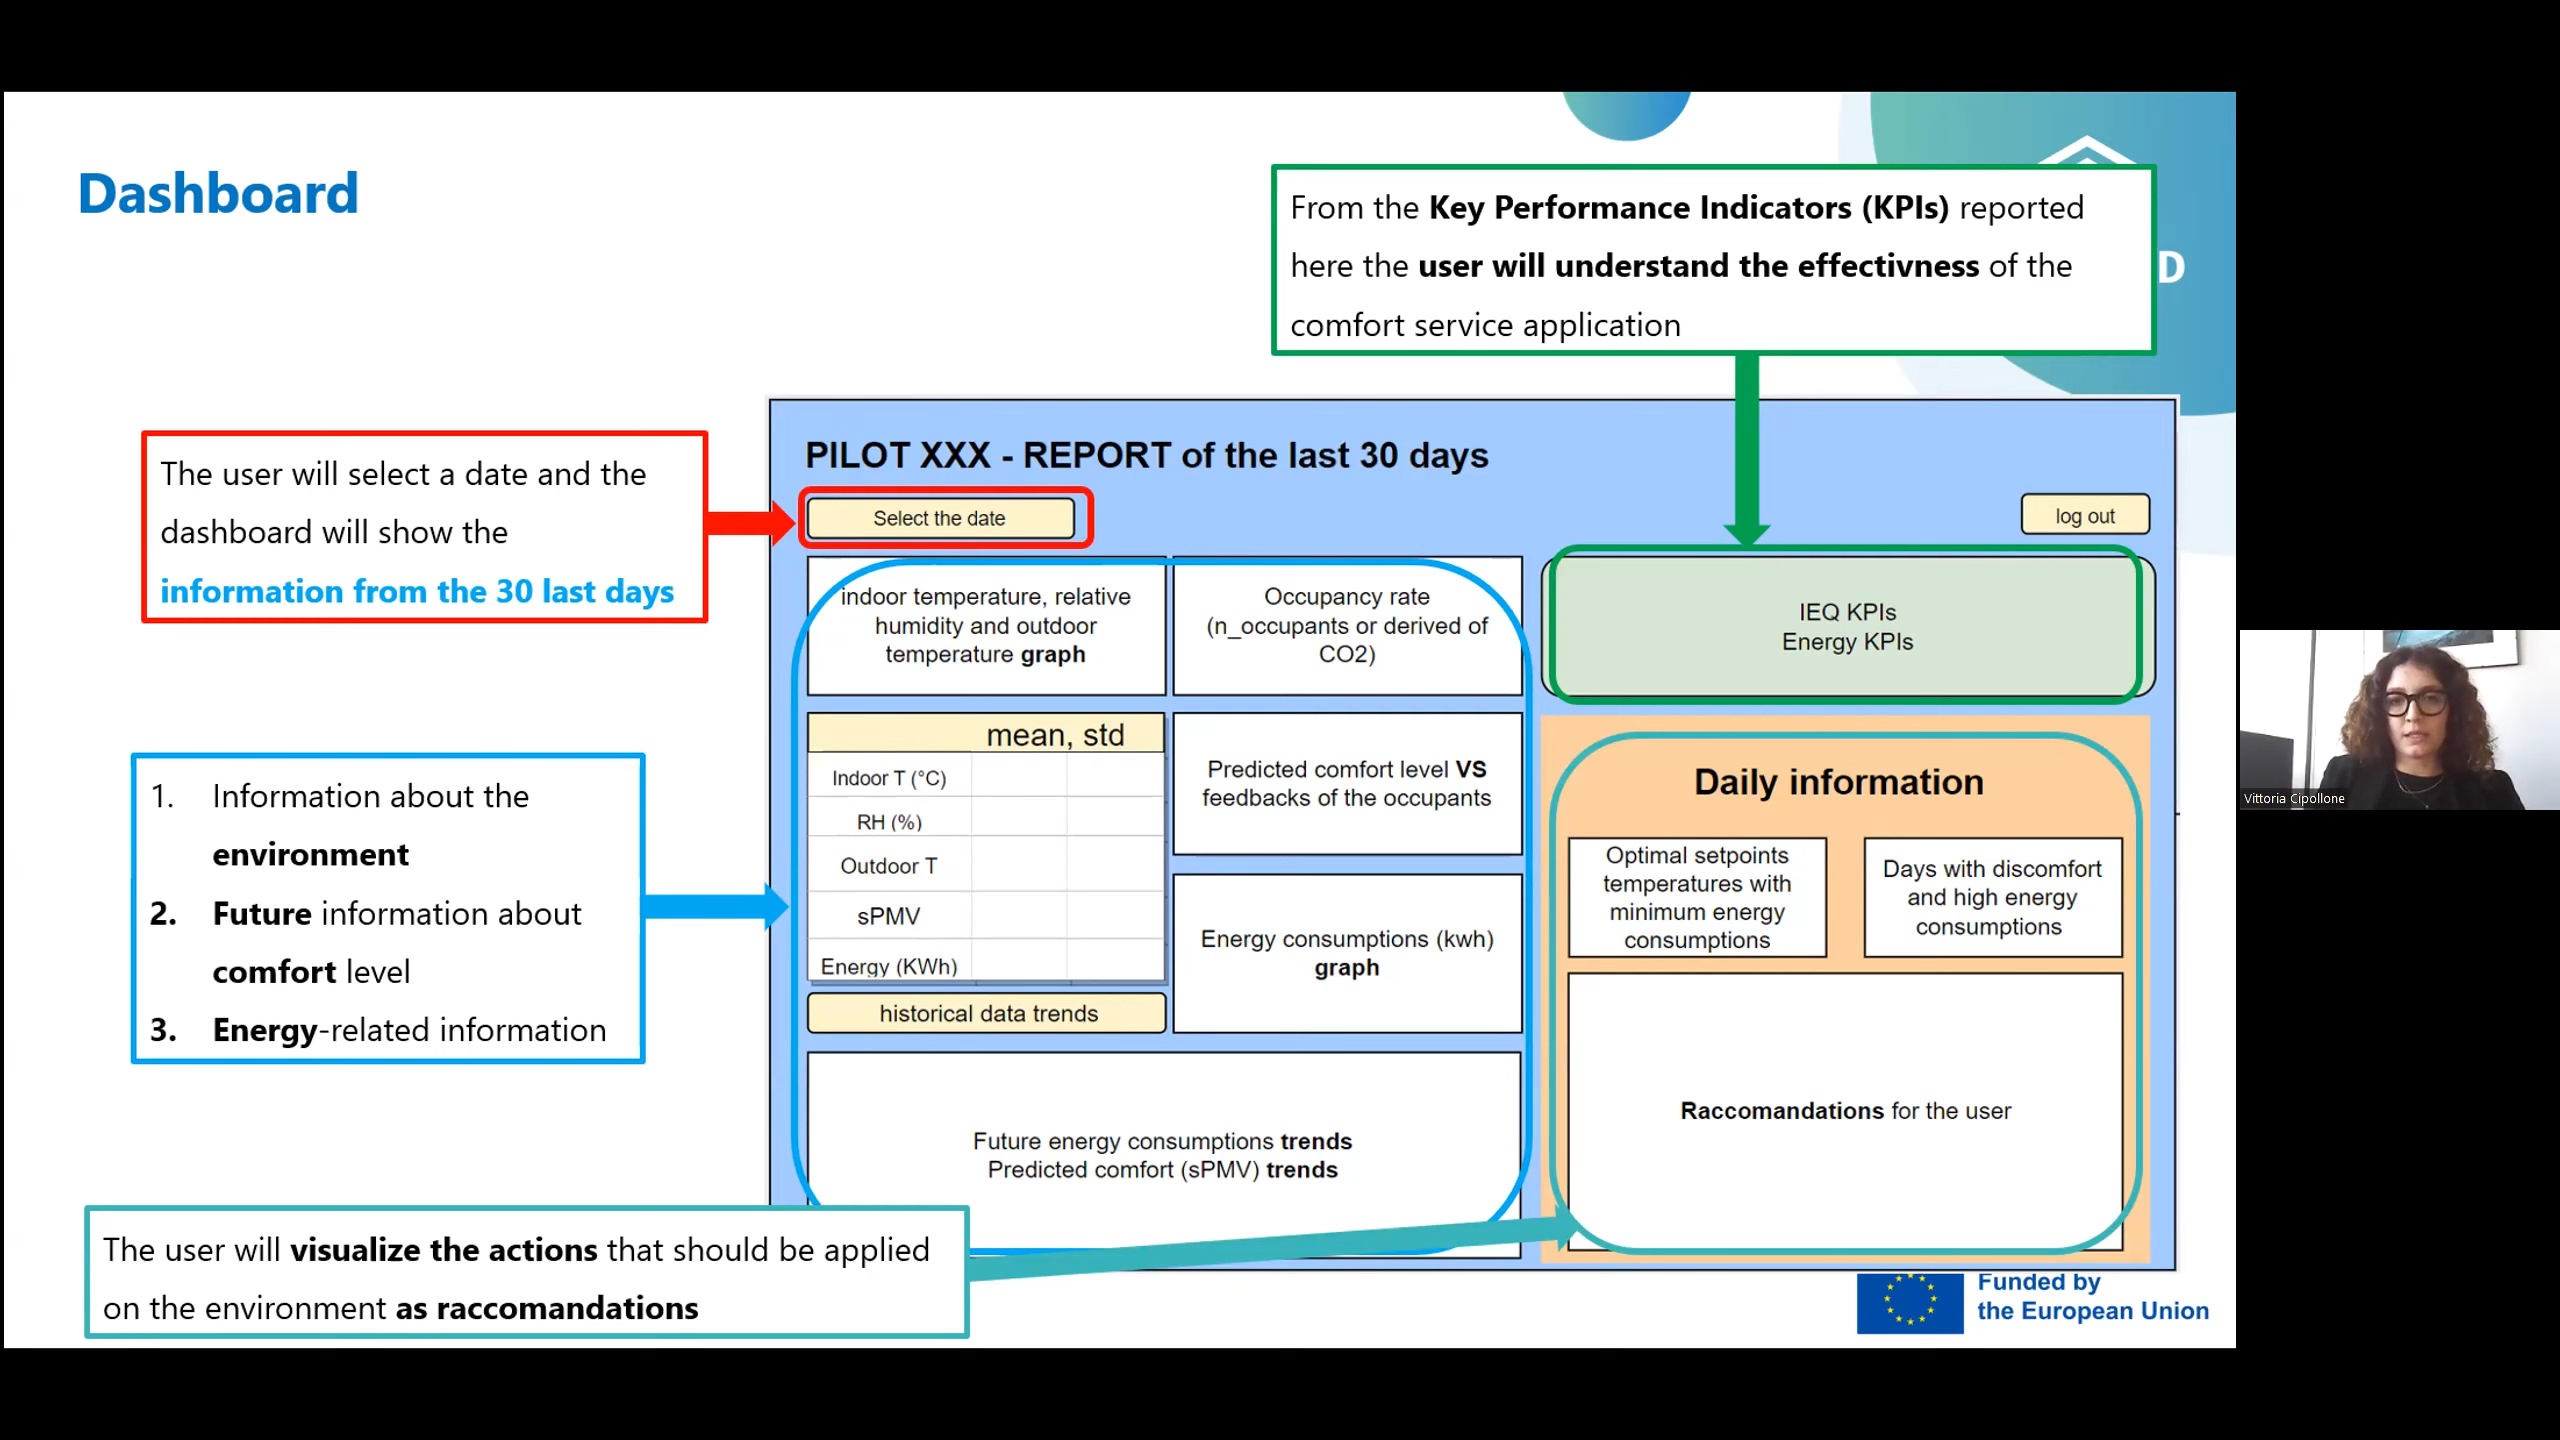 Dashboard
From the Key Performance Indicators (KPIs) reported
here the user will understand the effectivness of the
comfort service application
D
The user will select a date and the
dashboard will show the
information from the 30 last days
PILOT XXX - REPORT of the last 30 days
Select the date
log out
indoor temperature, relative
humidity and outdoor
temperature graph
Occupancy rate
(n_occupants or derived of
CO2)
IEQ KPIs
Energy KPIs
mean, std
Indoor T (°C)
RH (%)
Outdoor T
sPMV
Energy (KWh)
historical data trends
Predicted comfort level VS
feedbacks of the occupants
Energy consumptions (kwh)
graph
Future energy consumptions trends
Predicted comfort (sPMV) trends
Daily information
Optimal setpoints
temperatures with
minimum energy
consumptions
Days with discomfort
and high energy
consumptions
Raccomandations for the user
1. Information about the
environment
2. Future information about
comfort level
3. Energy-related information
The user will visualize the actions that should be applied
on the environment as raccomandations
Funded by
the European Union
Vittoria Cipollone